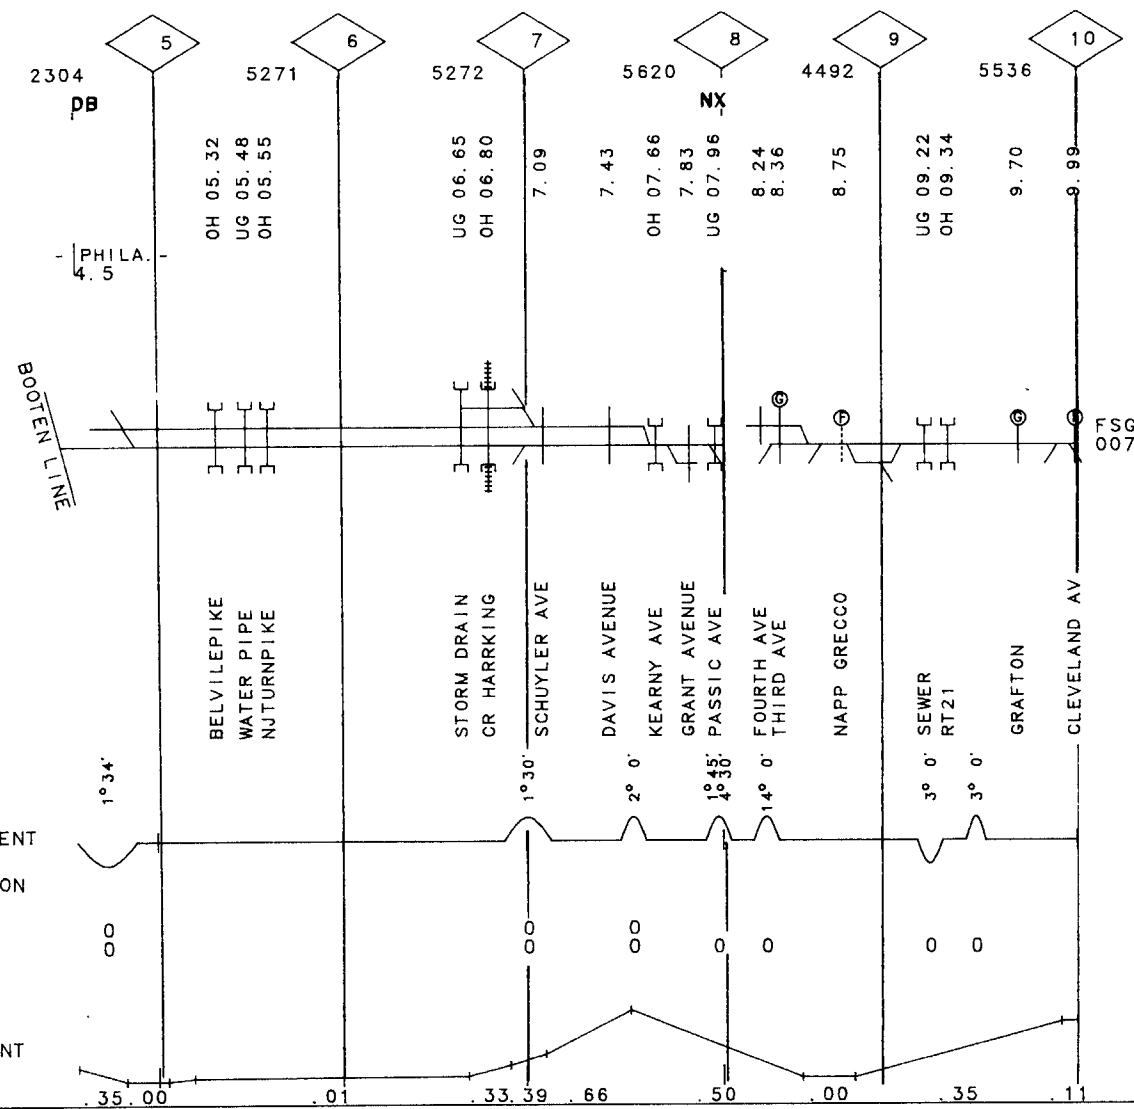 5 6 7 8 9 10
2304 5271 5272 5620 4492 5536
DB NX
OH 05.32
UG 05.48
OH 05.55
UG 06.65
OH 06.80
7.09
7.43
OH 07.66
7.83
UG 07.96
8.24
8.36
8.75
UG 09.22
OH 09.34
9.70
9.99
PHILA.
4.5
BOOTEN LINE
G F G
FSG
007
BELVILEPIKE
WATER PIPE
NJTURNPIKE
STORM DRAIN
CR HARRKING
SCHUYLER AVE
DAVIS AVENUE
KEARNY AVE
GRANT AVENUE
PASSIC AVE
FOURTH AVE
THIRD AVE
NAPP GRECCO
SEWER
RT21
GRAFTON
CLEVELAND AV
1° 34'
1° 30'
2° 0'
1° 45'
4° 30'
14° 0'
3° 0'
3° 0'
ENT
ON
0 0 0
0 0 0 0 0 0 0
NT
.35 .00 .01 .33 .39 .66 .50 .00 .35 .11